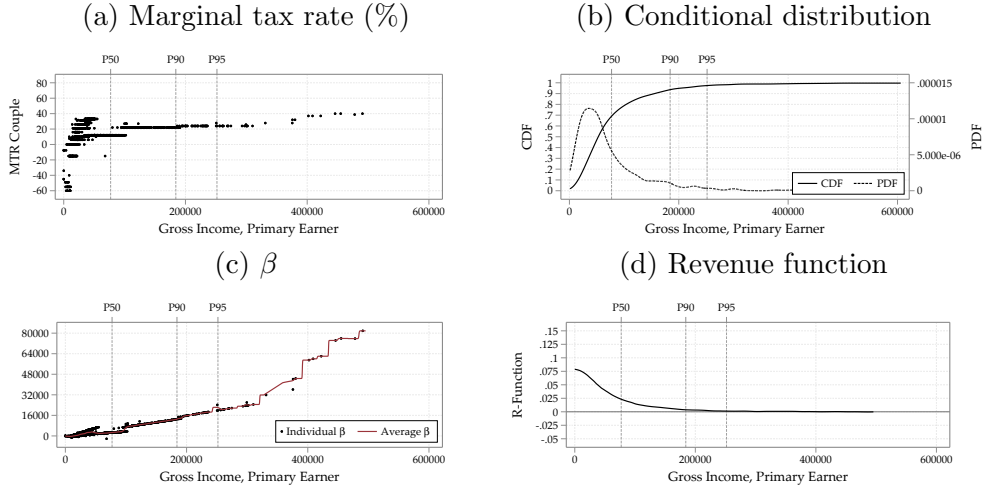 (a) Marginal tax rate (%)
P50 P90 P95
80
60
40
20
0
-20
-40
-60
MTR Couple
0 200000 400000 600000
Gross Income, Primary Earner
(b) Conditional distribution
P50 P90 P95
1
.9
.8
.7
.6
.5
.4
.3
.2
.1
0
CDF
.000015
.00001
5.000e-06
0
PDF
CDF PDF
0 200000 400000 600000
Gross Income, Primary Earner
(c) β
P50 P90 P95
80000
64000
48000
32000
16000
0
Individual β Average β
0 200000 400000 600000
Gross Income, Primary Earner
(d) Revenue function
P50 P90 P95
.15
.125
.1
.075
.05
.025
0
-.025
-.05
R-Function
0 200000 400000 600000
Gross Income, Primary Earner